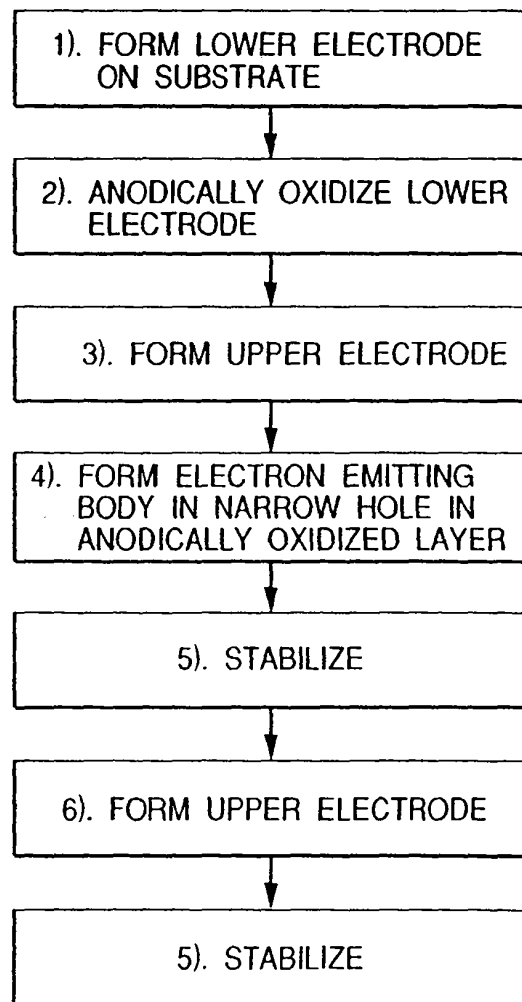 1). FORM LOWER ELECTRODE
ON SUBSTRATE
2). ANODICALLY OXIDIZE LOWER
ELECTRODE
3). FORM UPPER ELECTRODE
4). FORM ELECTRON EMITTING
BODY IN NARROW HOLE IN
ANODICALLY OXIDIZED LAYER
5). STABILIZE
6). FORM UPPER ELECTRODE
5). STABILIZE